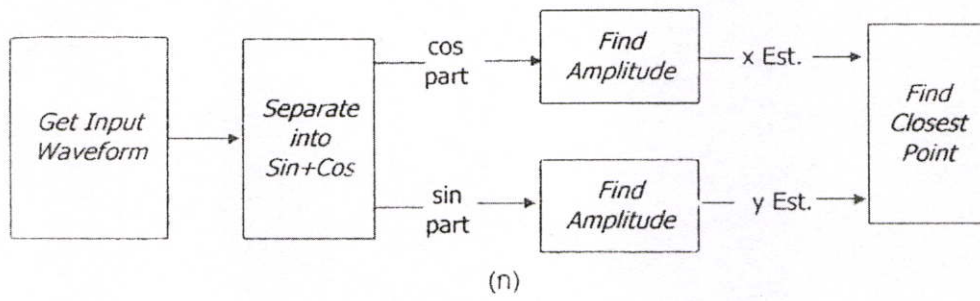 Get Input
Waveform
Separate
into
Sin+Cos
cos
part
Find
Amplitude
x Est.
sin
part
Find
Amplitude
y Est.
Find
Closest
Point
(n)